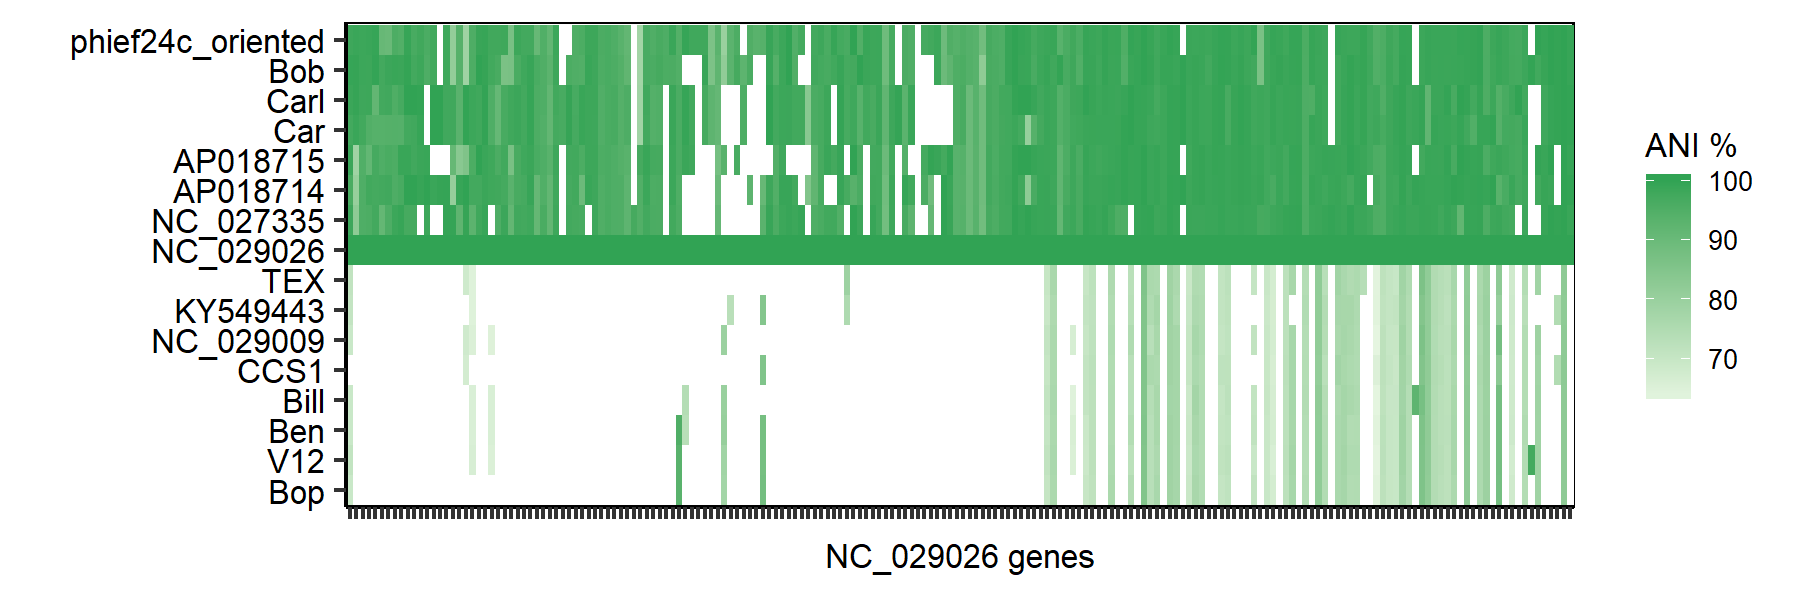 phief24c_oriented
Bob
Carl
Car
AP018715
AP018714
NC_027335
NC_029026
TEX
KY549443
NC_029009
CCS1
Bill
Ben
V12
Bop
NC_029026 genes
ANI %
100
90
80
70